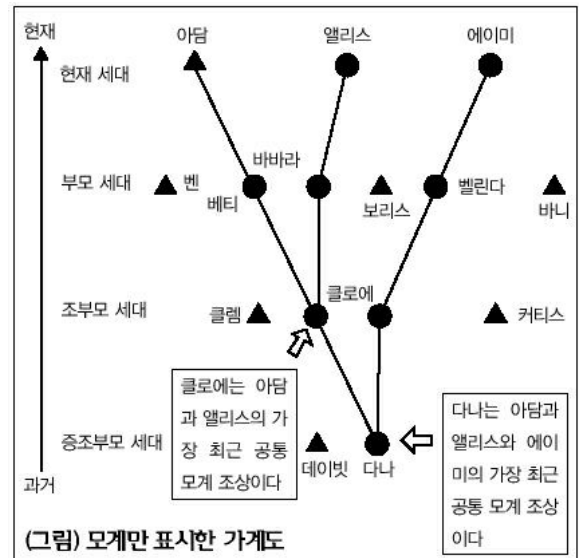 현재
아담 앨리스 에이미
현재 세대
바바라
부모 세대 벤 베티 보리스 벨린다 바니
클로에
조부모 세대 클렘 커티스
클로에는 아담
과 앨리스의 가
장 최근 공통
모계 조상이다
다나는 아담과
앨리스와 에이
미의 가장 최근
공통 모계 조상
이다
증조부모 세대 데이빗 다나
과거
(그림) 모계만 표시한 가계도